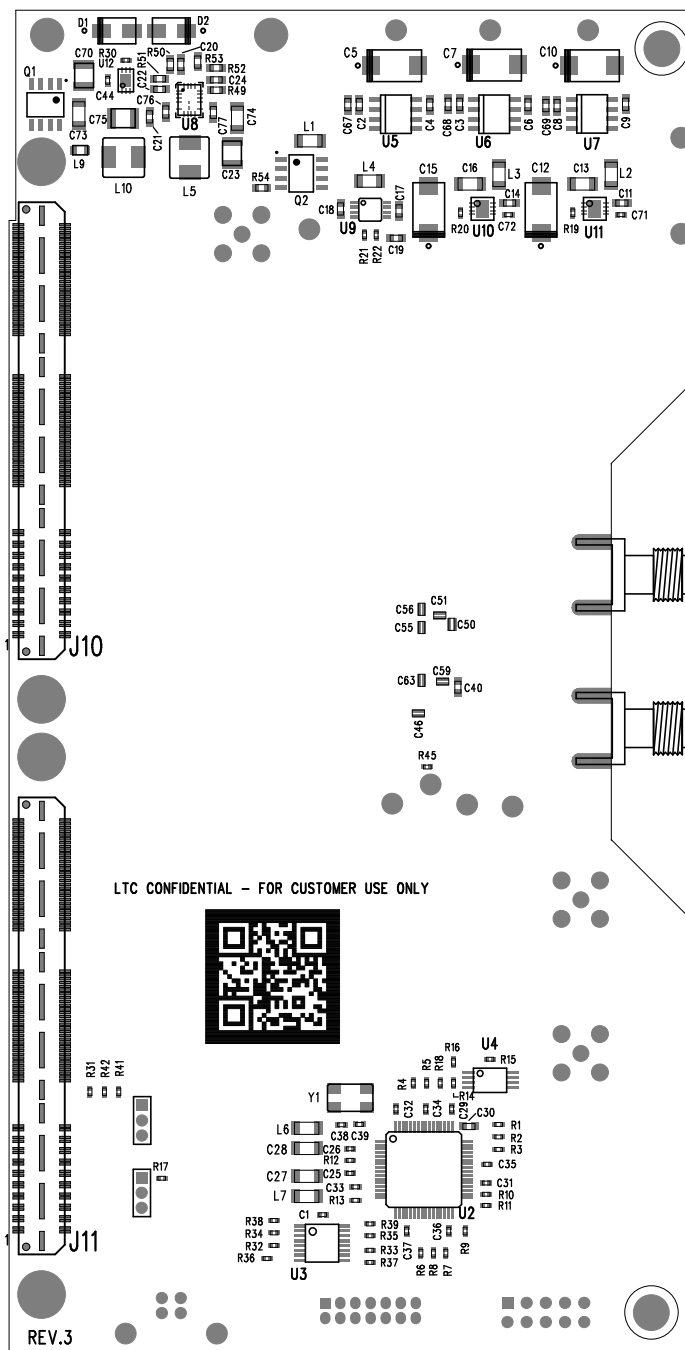 D1 D2
C70 R30 U12 R50 R51 C20 R53
R52
C24
R49
C22
Q1
C44
C76
C75
C73
U8
C21
C77
C74
L9
L10
L5
C23
L1
R54
Q2
C5 C7 C10
C67 C2 U5 C4
C68 C3 U6 C6
C69 C8 U7 C9
L4
C18 U9 C17
R21 R22 C19
C15
C16 L3
C14
R20 U10 C72
C12
C13 L2
C11
R19 U11 C71
1 J10
C56 C51
C55 C50
C63 C59
C40
C46
R45
LTC CONFIDENTIAL - FOR CUSTOMER USE ONLY
R31 R42 R41
R17
1 J11
Y1
R16 U4
R15
R4 R5 R18
R14
C32 C34 C29 C30
L6
C38 C39
C28 C26
R12
C27 C25
C33
L7 R13
R1
R2
R3
C35
C31
R10
R11
U2
C1
R38 R39
R34 R35
R32 R33
R36 R37
U3
C37 C36 R9
R6 R8 R7
REV.3